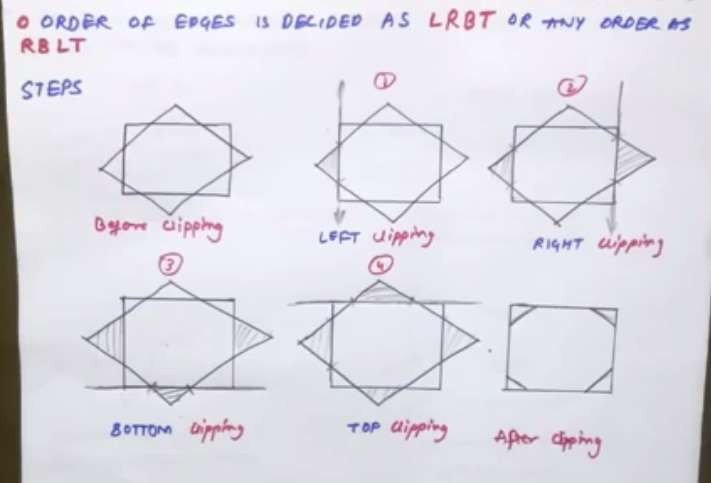 O ORDER OF EDGES IS DECIDED AS LRBT OR ANY ORDER AS
RBLT
STEPS
1
2
Before clipping
LEFT clipping
RIGHT clipping
3
4
BOTTOM clipping
TOP clipping
After clipping